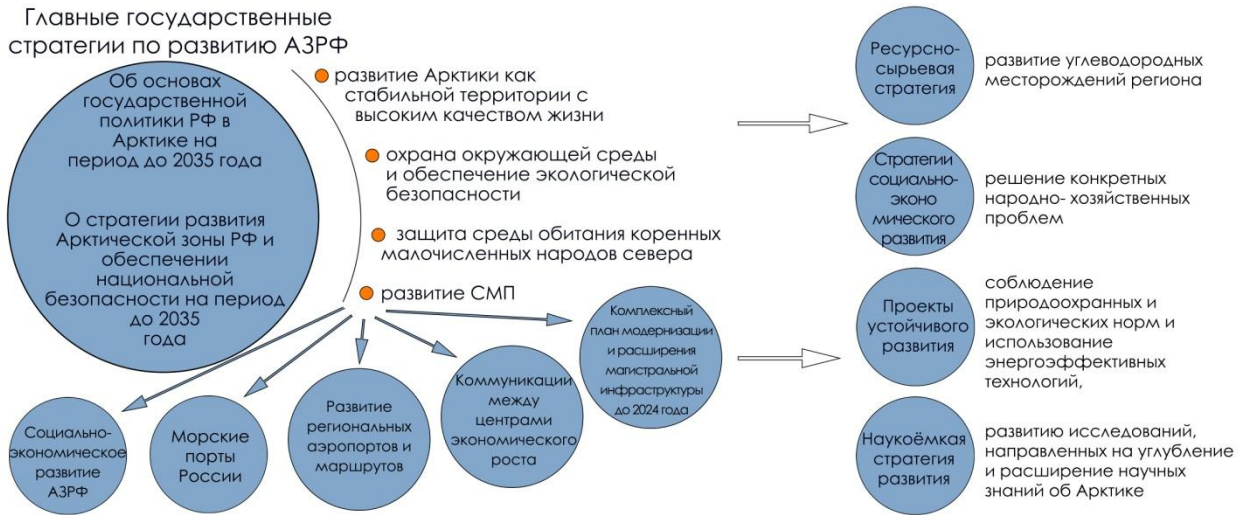 Главные государственные
стратегии по развитию АЗРФ
Об основах
государственной
политики РФ в
Арктике на
период до 2035 года
О стратегии развития
Арктической зоны РФ и
обеспечении
национальной
безопасности на период
до 2035
года
развитие Арктики как
стабильной территории с
высоким качеством жизни
охрана окружающей среды
и обеспечение экологической
безопасности
защита среды обитания коренных
малочисленных народов севера
развитие СМП
Социально-
экономическое
развитие
АЗРФ
Морские
порты
России
Развитие
региональных
аэропортов и
маршрутов
Коммуникации
между
центрами
экономического
роста
Комплексный
план модернизации
и расширения
магистральной
инфраструктуры
до 2024 года
Ресурсно-
сырьевая
стратегия
развитие углеводородных
месторождений региона
Стратегии
социально-
эконо
мического
развития
решение конкретных
народно- хозяйственных
проблем
Проекты
устойчивого
развития
соблюдение
природоохранных и
экологических норм и
использование
энергоэффективных
технологий,
Наукоёмкая
стратегия
развития
развитию исследований,
направленных на углубление
и расширение научных
знаний об Арктике